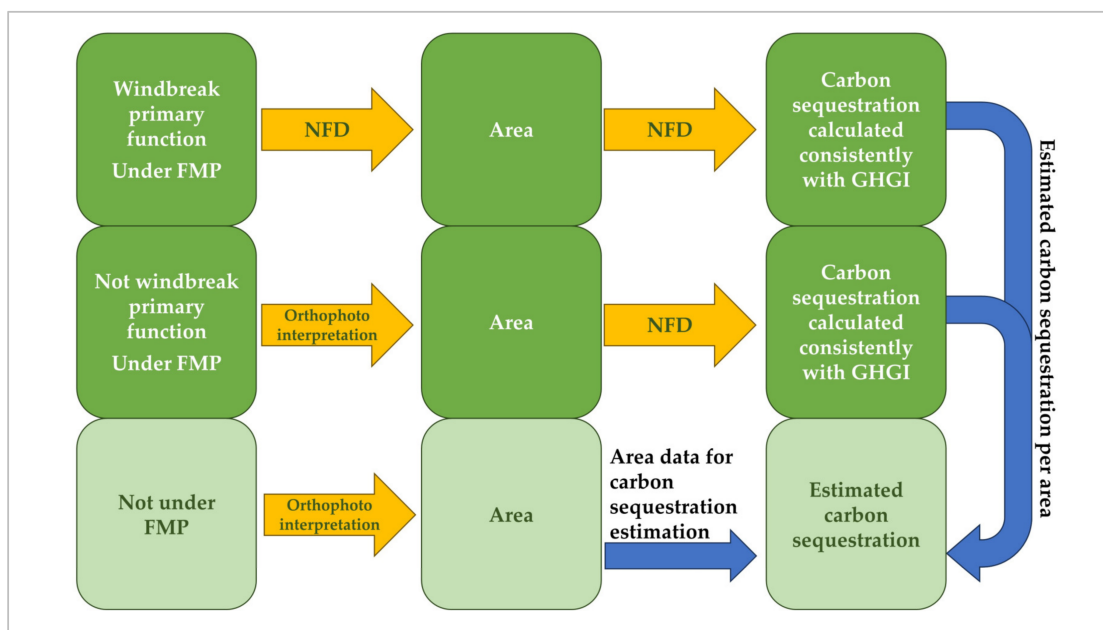 Windbreak
primary
function
Under FMP
NFD
Area
NFD
Carbon
sequestration
calculated
consistently
with GHGI
Not windbreak
primary
function
Under FMP
Orthophoto
interpretation
Area
NFD
Carbon
sequestration
calculated
consistently
with GHGI
Estimated carbon sequestration per area
Not under
FMP
Orthophoto
interpretation
Area
Area data for
carbon
sequestration
estimation
Estimated
carbon
sequestration